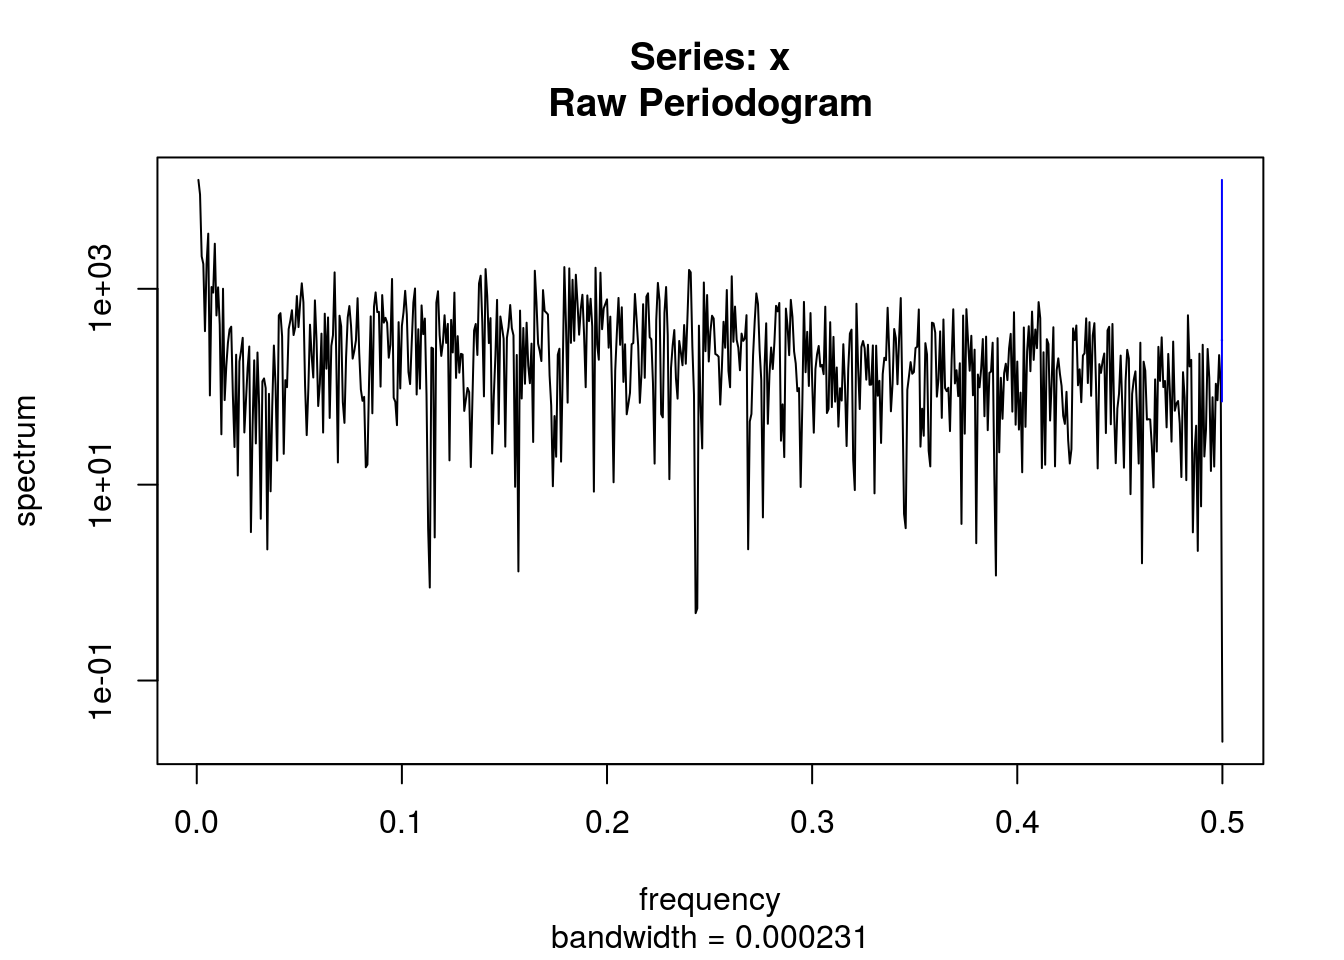 Series: x
Raw Periodogram
spectrum
1e+03
1e+01
1e-01
0.0 0.1 0.2 0.3 0.4 0.5
frequency
bandwidth = 0.000231